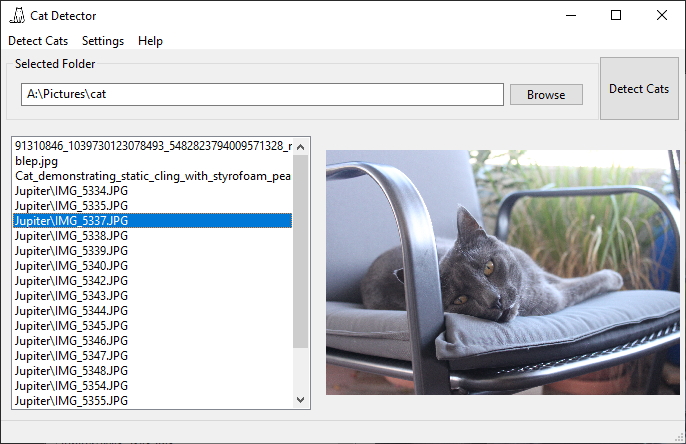 Cat Detector
Detect Cats Settings Help
Selected Folder
A:\Pictures\cat
Browse
Detect Cats
91310846_1039730123078493_5482823794009571328_
blep.jpg
Cat_demonstrating_static_cling_with_styrofoam_pea
Jupiter\IMG_5334.JPG
Jupiter\IMG_5335.JPG
Jupiter\IMG_5337.JPG
Jupiter\IMG_5338.JPG
Jupiter\IMG_5339.JPG
Jupiter\IMG_5340.JPG
Jupiter\IMG_5342.JPG
Jupiter\IMG_5343.JPG
Jupiter\IMG_5344.JPG
Jupiter\IMG_5345.JPG
Jupiter\IMG_5346.JPG
Jupiter\IMG_5347.JPG
Jupiter\IMG_5348.JPG
Jupiter\IMG_5354.JPG
Jupiter\IMG_5355.JPG